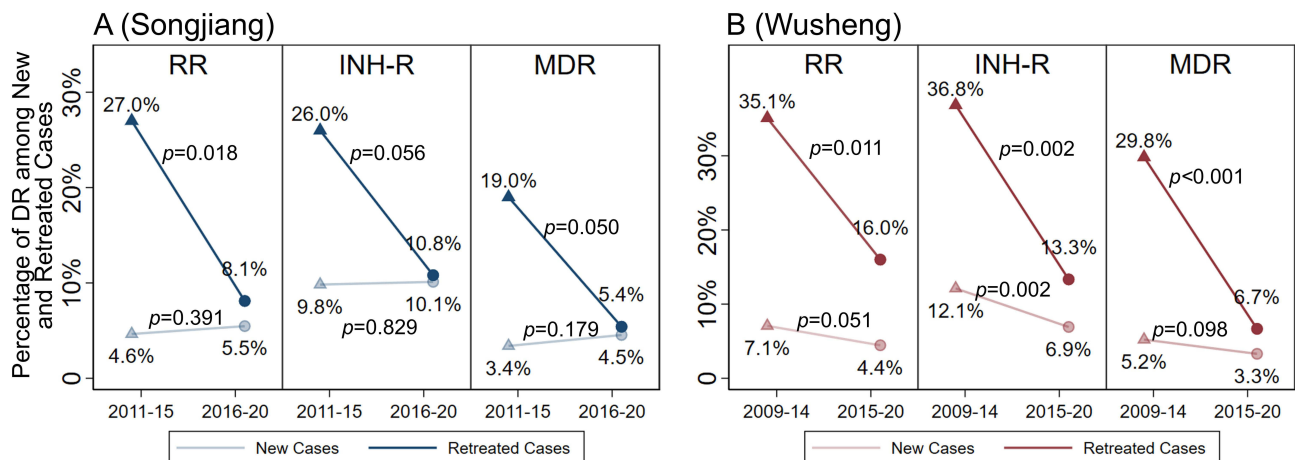 A (Songjiang)
Percentage of DR among New
and Retreated Cases
0
10%
20%
30%
RR
27.0%
p=0.018
8.1%
p=0.391
4.6%
5.5%
INH-R
26.0%
p=0.056
10.8%
9.8%
10.1%
p=0.829
MDR
19.0%
p=0.050
5.4%
p=0.179
3.4%
4.5%
2011-15
2016-20
2011-15
2016-20
2011-15
2016-20
New Cases
Retreated Cases
B (Wusheng)
0
10%
20%
30%
RR
35.1%
p=0.011
16.0%
p=0.051
7.1%
4.4%
INH-R
36.8%
p=0.002
13.3%
p=0.002
12.1%
6.9%
MDR
29.8%
p<0.001
6.7%
p=0.098
5.2%
3.3%
2009-14
2015-20
2009-14
2015-20
2009-14
2015-20
New Cases
Retreated Cases